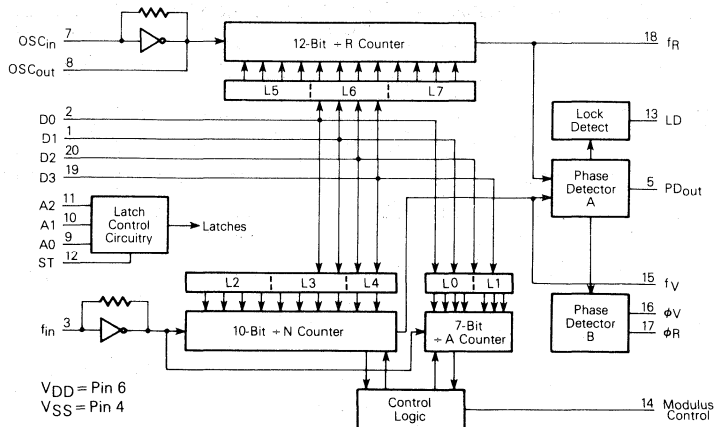 OSCin 7
12-Bit ÷ R Counter
18 fR
OSCout 8
L5 L6 L7
D0 2
D1 1
D2 20
D3 19
Lock Detect
13 LD
Phase Detector A
5 PDout
A2 11
A1 10
A0 9
ST 12
Latch Control Circuitry
Latches
L2 L3 L4
L0 L1
15 fV
fin 3
10-Bit ÷ N Counter
7-Bit ÷ A Counter
Phase Detector B
16 ϕV
17 ϕR
VDD = Pin 6
VSS = Pin 4
Control Logic
14 Modulus Control